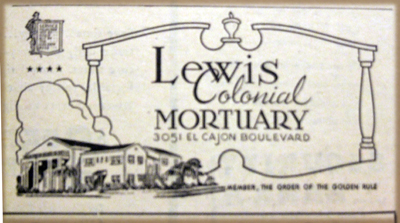 Lewis
Colonial
MORTUARY
3051 EL CAJON BOULEVARD
MEMBER, THE ORDER OF THE GOLDEN RULE